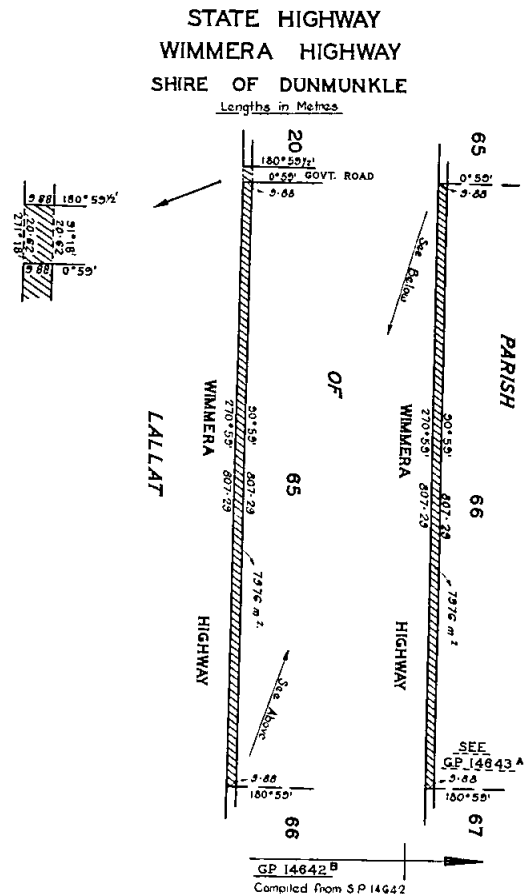 STATE HIGHWAY
WIMMERA HIGHWAY
SHIRE OF DUNMUNKLE
Lengths in Metres
20
180°59½'
0°59' GOVT. ROAD
9.88
65
0°59'
9.88
9.88 180°59½'
91°18'
20.62
20.62
271°18'
9.88 0°59'
See Below
PARISH
OF
LALLAT
WIMMERA
90°59'
270°59'
807.29
807.29
65
7976 m².
HIGHWAY
See Above
9.88
180°59'
66
WIMMERA
90°59'
270°59'
807.29
807.29
66
7976 m²
HIGHWAY
SEE
GP 14643 A
9.88
180°59'
67
GP 14642 B
Compiled from S P 14642